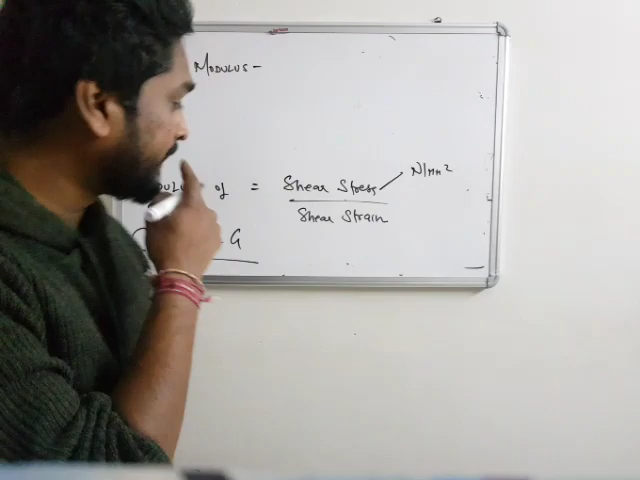 MODULUS -
of = Shear Stress N/mm²
Shear Strain
G